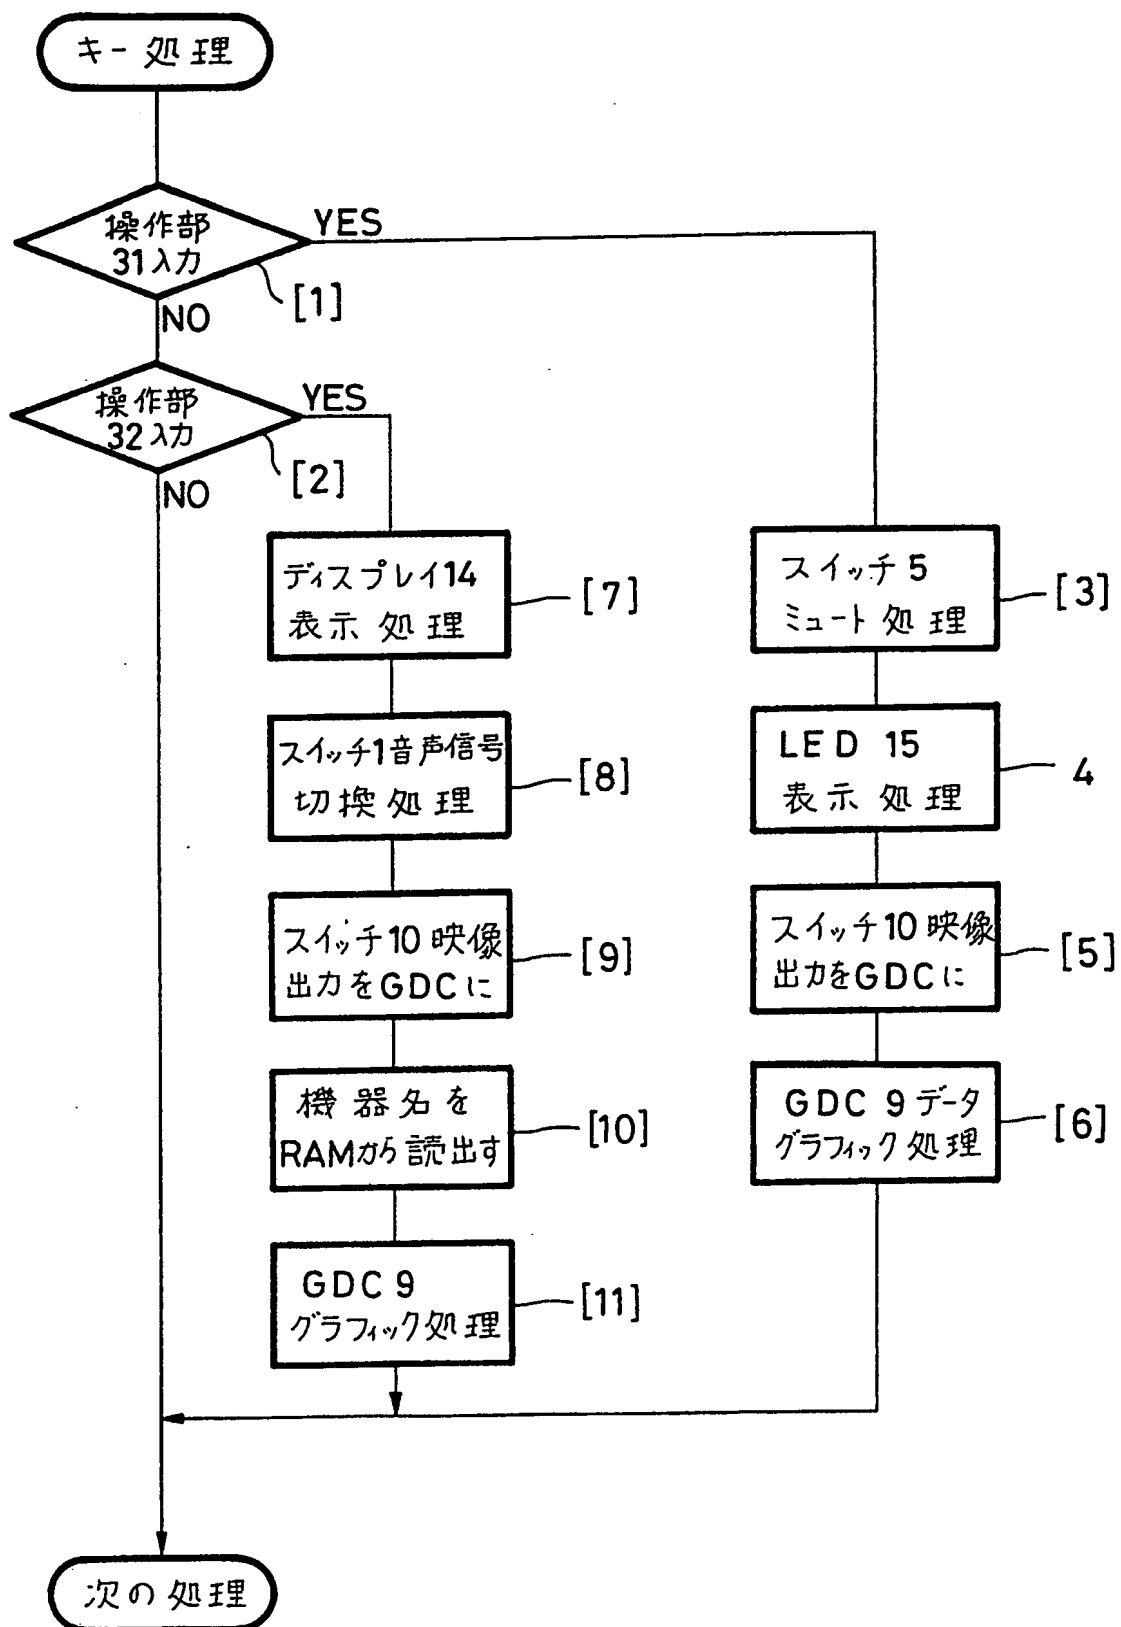 キー処理
操作部
31入力
YES
[1]
NO
操作部
32入力
YES
[2]
NO
ディスプレイ14
表示処理
[7]
スイッチ1音声信号
切換処理
[8]
スイッチ10映像
出力をGDCに
[9]
機器名を
RAMから読出す
[10]
GDC 9
グラフィック処理
[11]
スイッチ5
ミュート処理
[3]
LED 15
表示処理
4
スイッチ10映像
出力をGDCに
[5]
GDC 9データ
グラフィック処理
[6]
次の処理